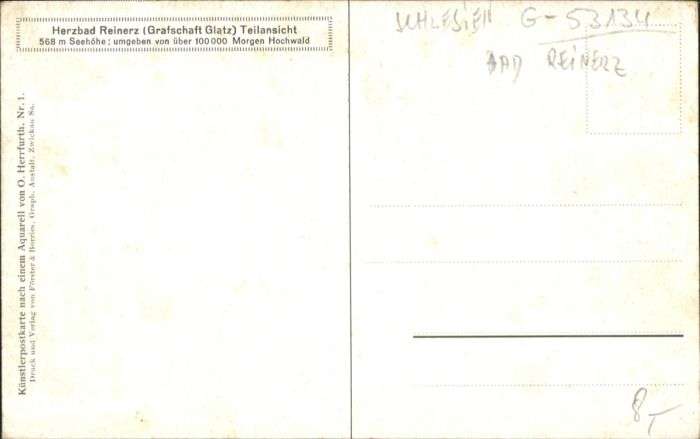 Herzbad Reinerz (Grafschaft Glatz) Teilansicht
568 m Seehöhe; umgeben von über 100000 Morgen Hochwald
SCHLESIEN G-53134
BAD REINERZ
Künstlerpostkarte nach einem Aquarell von O. Herrfurth. Nr. 1.
Druck und Verlag von Förster & Borries, Graph. Anstalt, Zwickau Sa.
8,-